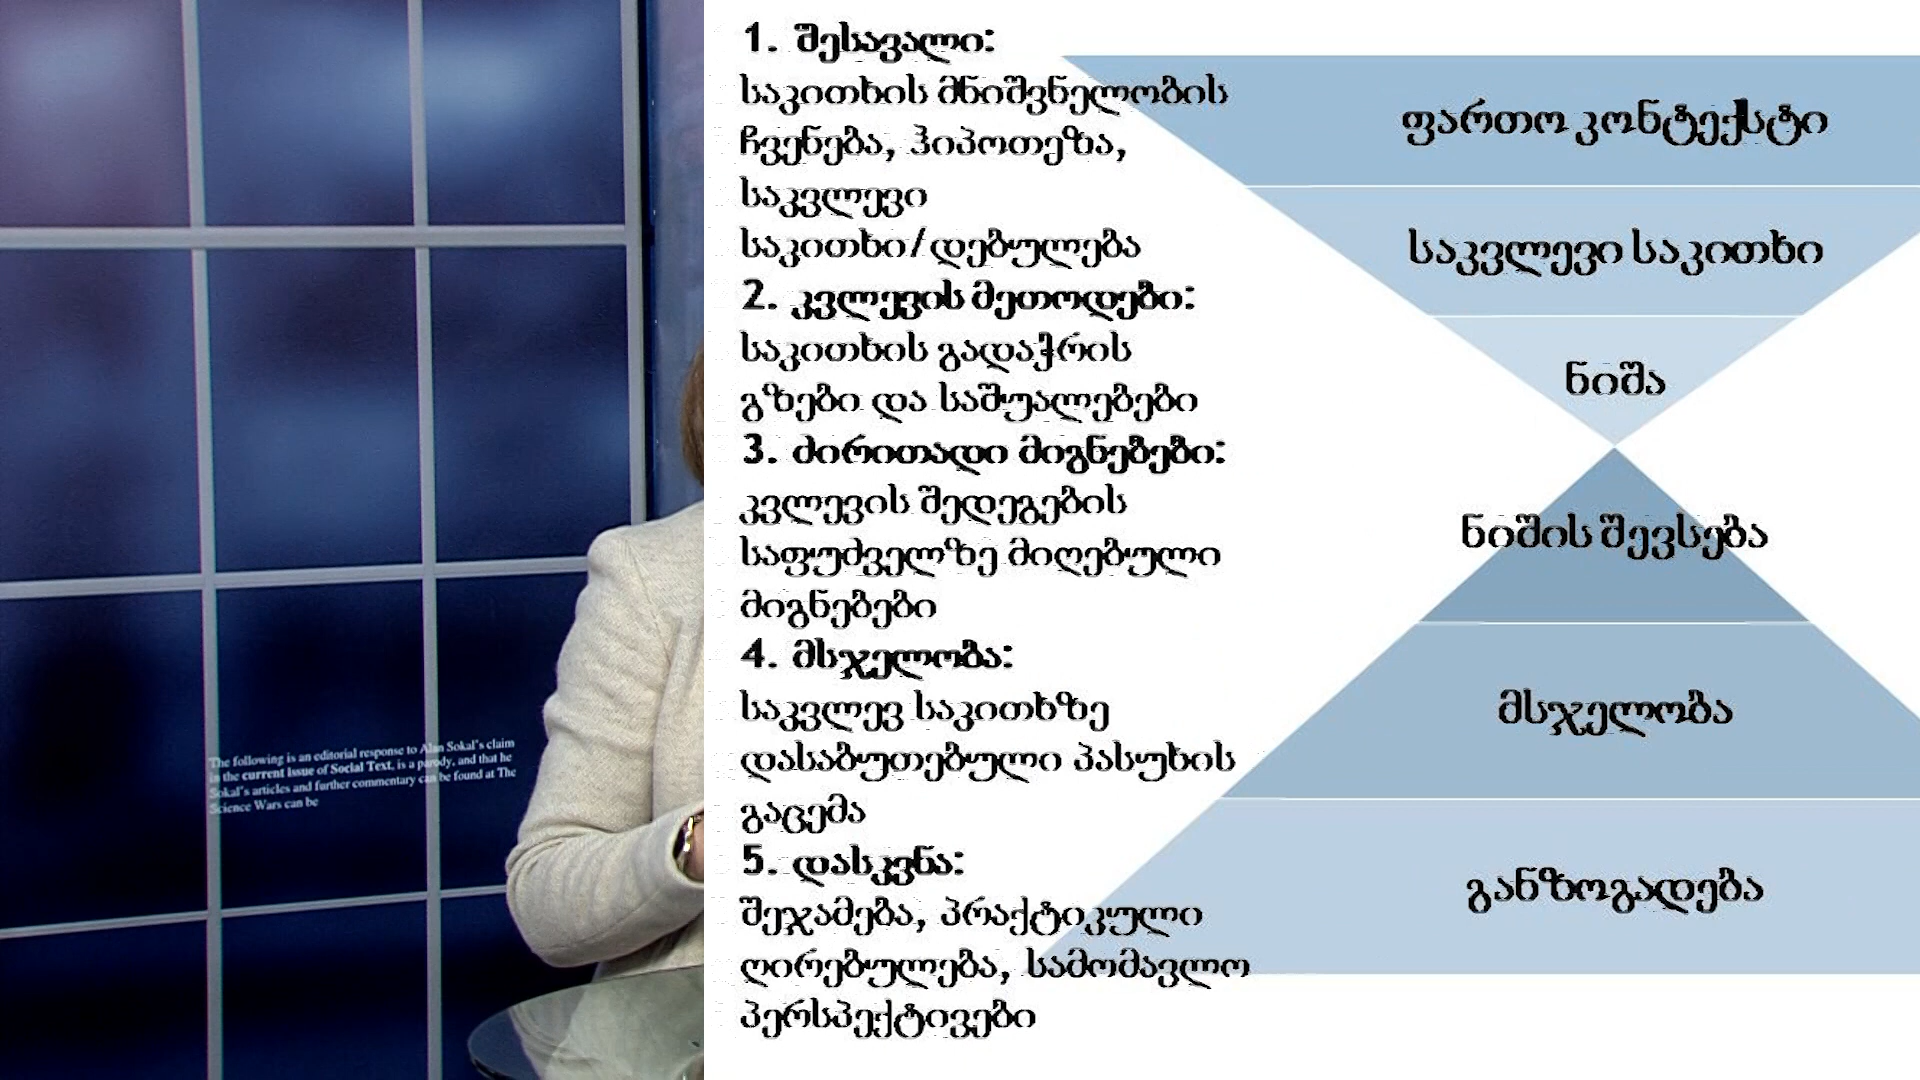 The following is an editorial response to Alan Sokal's claim
in the current issue of Social Text, is a parody, and that he
Sokal's articles and further commentary can be found at The
Science Wars can be
1. შესავალი:
საკითხის მნიშვნელობის
ჩვენება, ჰიპოთეზა,
საკვლევი
საკითხი/დებულება
2. კვლევის მეთოდები:
საკითხის გადაჭრის
გზები და საშუალებები
3. ძირითადი მიგნებები:
კვლევის შედეგების
საფუძველზე მიღებული
მიგნებები
4. მსჯელობა:
საკვლევ საკითხზე
დასაბუთებული პასუხის
გაცემა
5. დასკვნა:
შეჯამება, პრაქტიკული
ღირებულება, სამომავლო
პერსპექტივები
ფართო კონტექსტი
საკვლევი საკითხი
ნიშა
ნიშის შევსება
მსჯელობა
განზოგადება